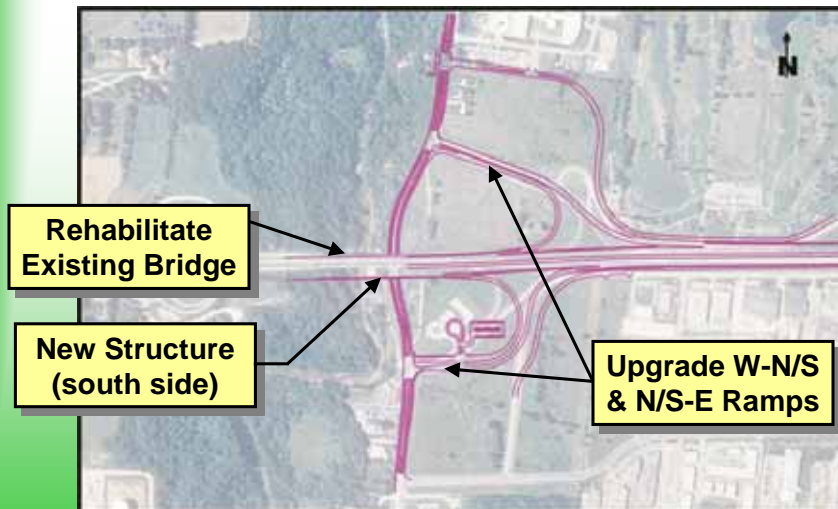 N
Rehabilitate
Existing Bridge
New Structure
(south side)
Upgrade W-N/S
& N/S-E Ramps